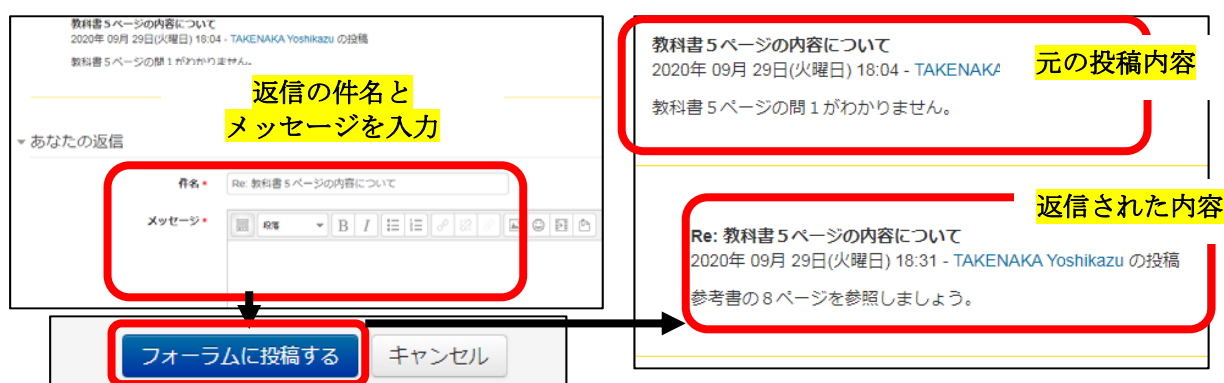 教科書５ページの内容について
2020年 09月 29日(火曜日) 18:04 - TAKENAKA Yoshikazu の投稿
教科書５ページの問１がわかりません。
返信の件名と
メッセージを入力
あなたの返信
件名
Re: 教科書５ページの内容について
メッセージ
段落
B I
フォーラムに投稿する
キャンセル
教科書５ページの内容について
2020年 09月 29日(火曜日) 18:04 - TAKENAKA
元の投稿内容
教科書５ページの問１がわかりません。
返信された内容
Re: 教科書５ページの内容について
2020年 09月 29日(火曜日) 18:31 - TAKENAKA Yoshikazu の投稿
参考書の８ページを参照しましょう。